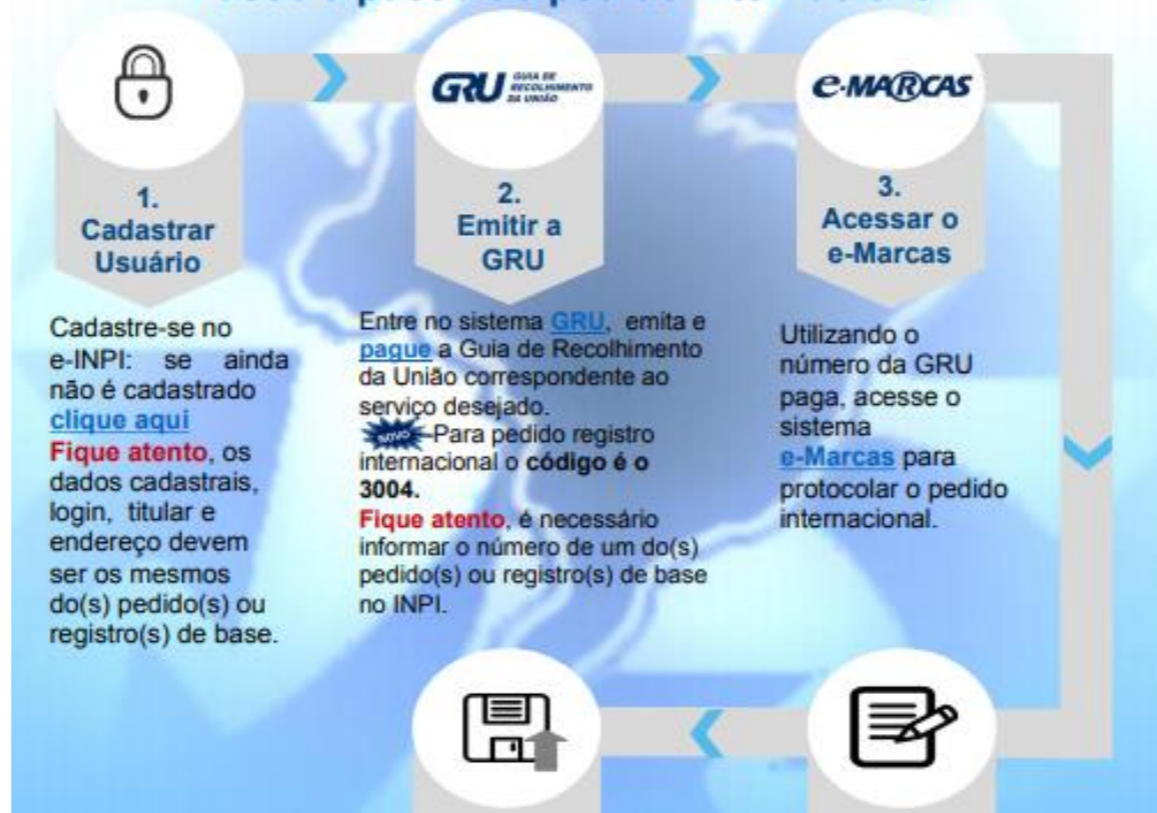 GRU GUIA DE
RECOLHIMENTO
DA UNIÃO
e-MARCAS
1.
Cadastrar
Usuário
2.
Emitir a
GRU
3.
Acessar o
e-Marcas
Cadastre-se no
e-INPI: se ainda
não é cadastrado
clique aqui
Fique atento, os
dados cadastrais,
login, titular e
endereço devem
ser os mesmos
do(s) pedido(s) ou
registro(s) de base.
Entre no sistema GRU, emita e
pague a Guia de Recolhimento
da União correspondente ao
serviço desejado.
NOVO -Para pedido registro
internacional o código é o
3004.
Fique atento, é necessário
informar o número de um do(s)
pedido(s) ou registro(s) de base
no INPI.
Utilizando o
número da GRU
paga, acesse o
sistema
e-Marcas para
protocolar o pedido
internacional.